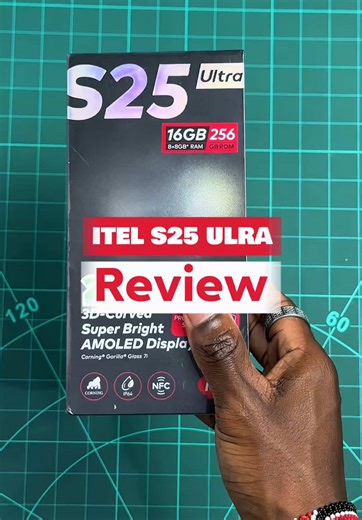 S25 Ultra
16GB 256
8+8GB* RAM GB ROM
ITEL S25 ULRA
Review
3D-Curved
Super Bright
AMOLED Display
Corning® Gorilla® Glass 7i
CORNING IP64 NFC
120
60